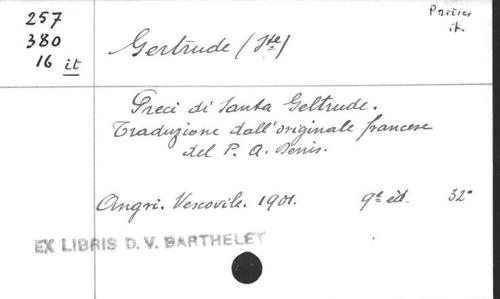 257
380
16 it
Prières
it.
Gertrude (Ste)
Preci di Santa Geltrude.
Traduzione dall'originale francese
del P. A. Denis.
Angri. Vescovile. 1901. 9e éd. 32°
EX LIBRIS D. V. BARTHELET